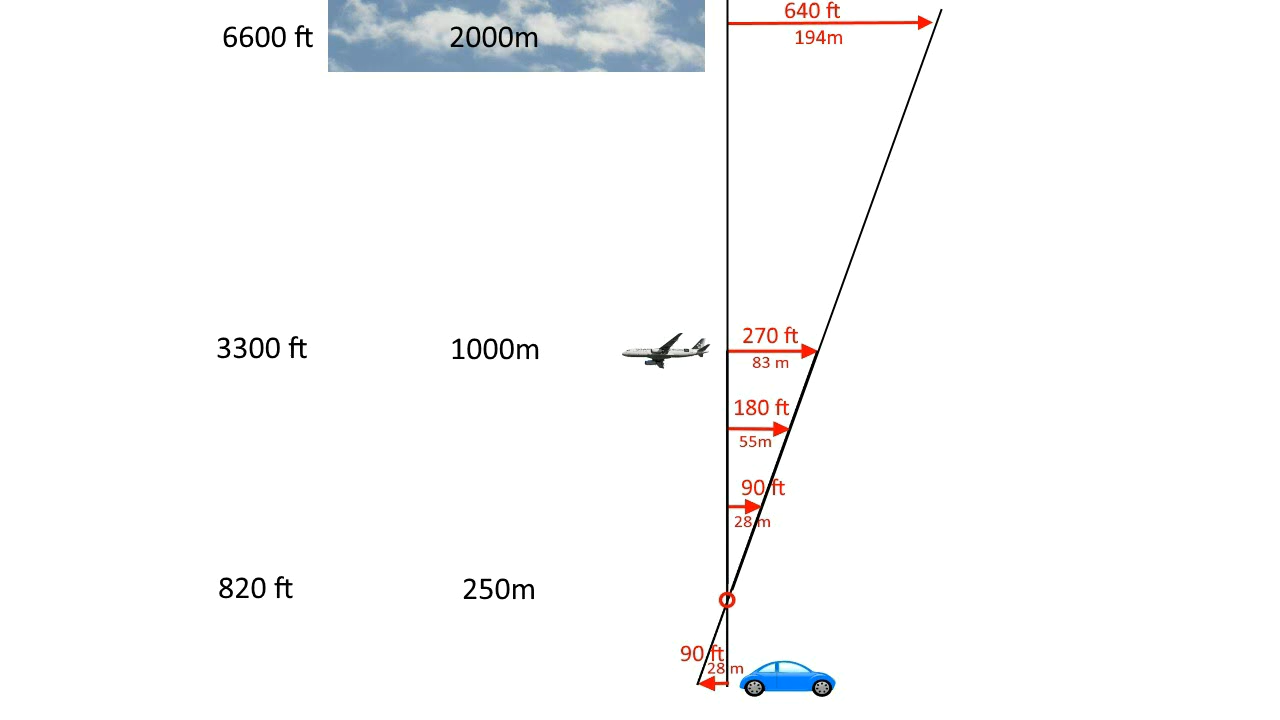 640 ft
6600 ft
2000m
194m
270 ft
3300 ft
1000m
83 m
180 ft
55m
90 ft
28 m
820 ft
250m
90 ft
28 m